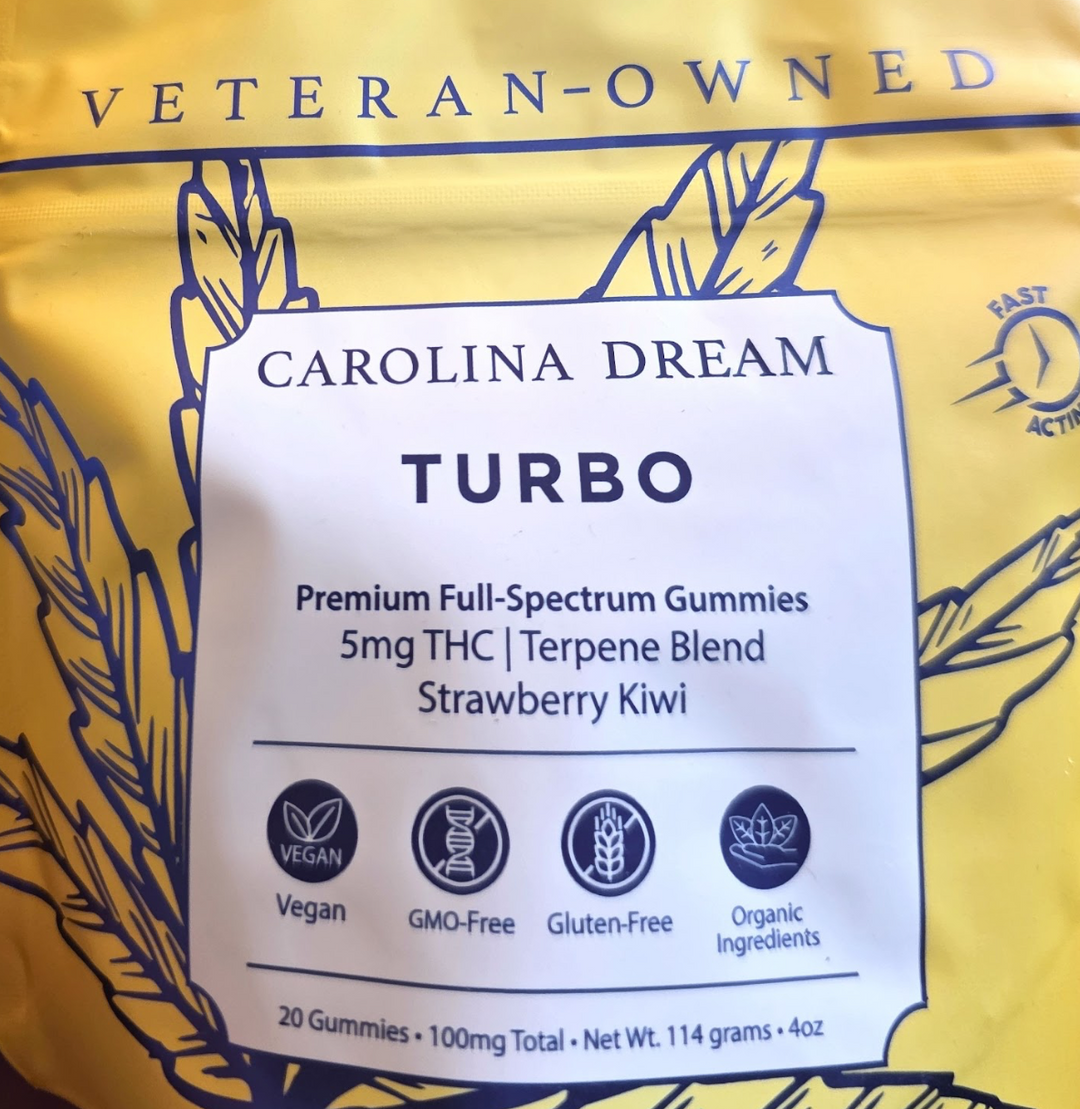 VETERAN-OWNED
FAST
CAROLINA DREAM
TURBO
Premium Full-Spectrum Gummies
5mg THC | Terpene Blend
Strawberry Kiwi
VEGAN
Vegan
GMO-Free
Gluten-Free
Organic
Ingredients
20 Gummies • 100mg Total • Net Wt. 114 grams • 4oz